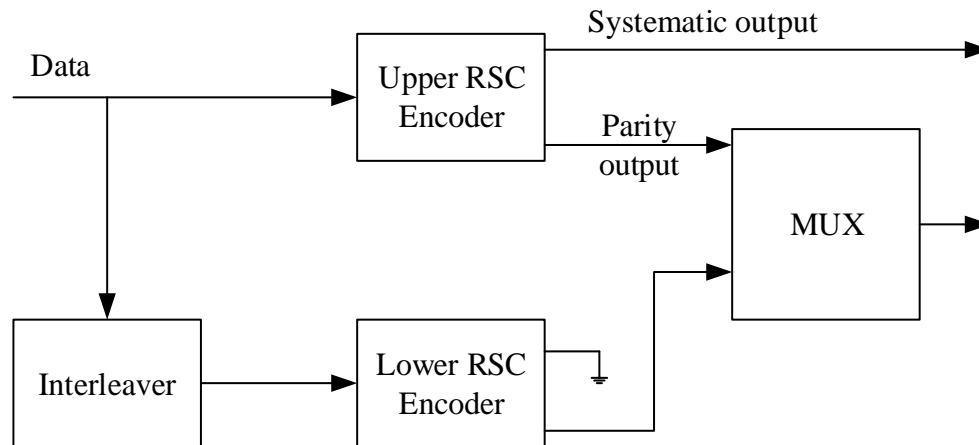 Systematic output
Data
Upper RSC
Encoder
Parity
output
MUX
Interleaver
Lower RSC
Encoder